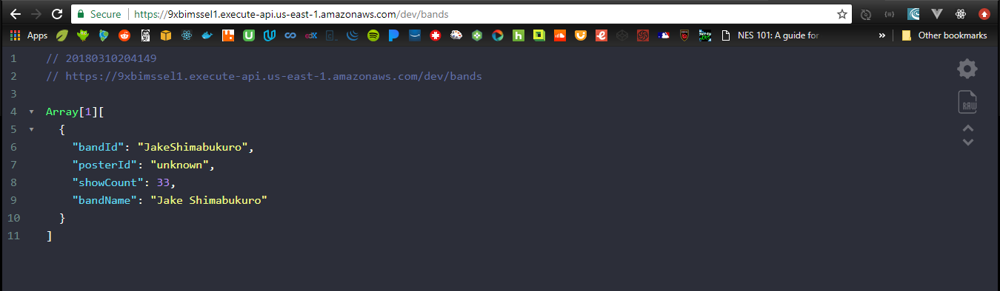 Secure https://9xbimssel1.execute-api.us-east-1.amazonaws.com/dev/bands
Apps NES 101: A guide for » Other bookmarks
1 // 20180310204149
2 // https://9xbimssel1.execute-api.us-east-1.amazonaws.com/dev/bands
3
4 Array[1][
5 {
6 "bandId": "JakeShimabukuro",
7 "posterId": "unknown",
8 "showCount": 33,
9 "bandName": "Jake Shimabukuro"
10 }
11 ]
RAW